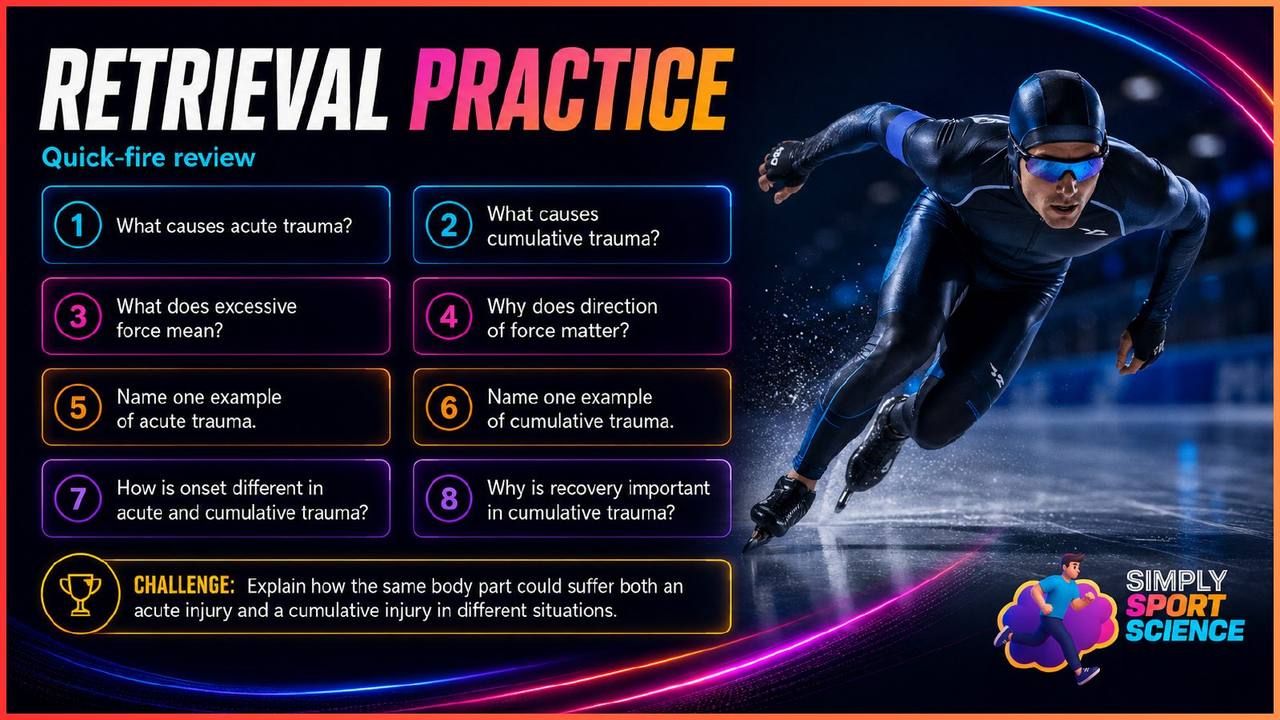 RETRIEVAL PRACTICE
Quick-fire review
1
What causes acute trauma?
2
What causes
cumulative trauma?
3
What does excessive
force mean?
4
Why does direction
of force matter?
5
Name one example
of acute trauma.
6
Name one example
of cumulative trauma.
7
How is onset different in
acute and cumulative trauma?
8
Why is recovery important
in cumulative trauma?
CHALLENGE: Explain how the same body part could suffer both an
acute injury and a cumulative injury in different situations.
SIMPLY
SPORT
SCIENCE